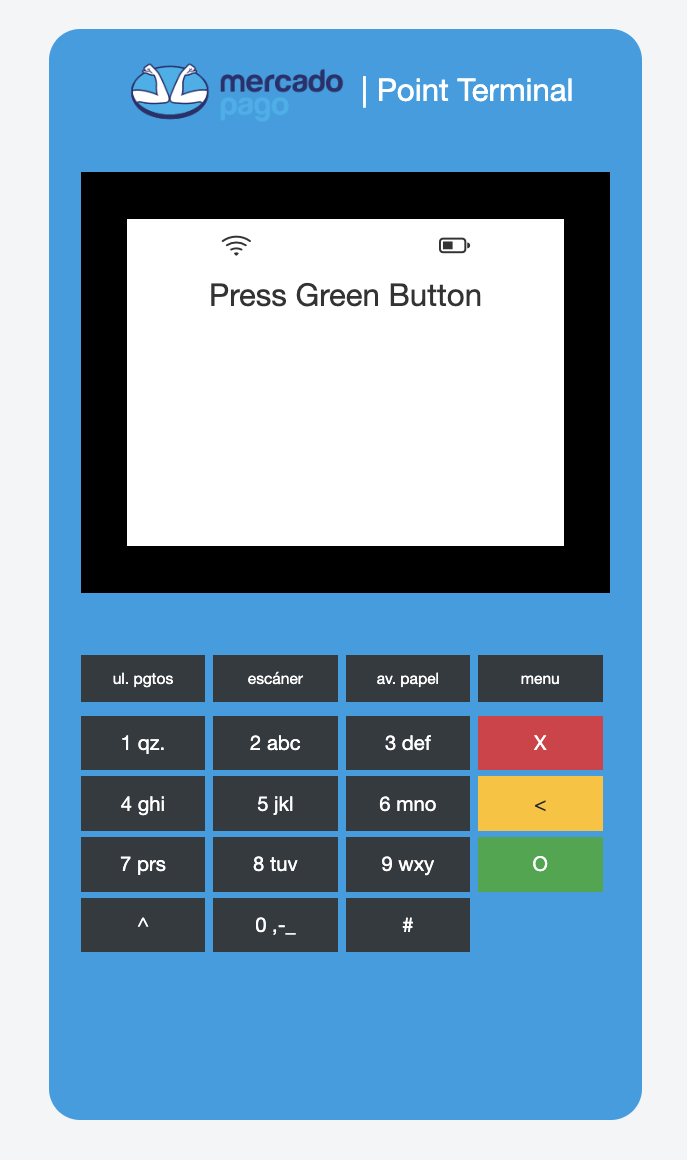 mercado
pago
| Point Terminal
Press Green Button
ul. pgtos escáner av. papel menu
1 qz. 2 abc 3 def X
4 ghi 5 jkl 6 mno <
7 prs 8 tuv 9 wxy O
^ 0 ,-_ #